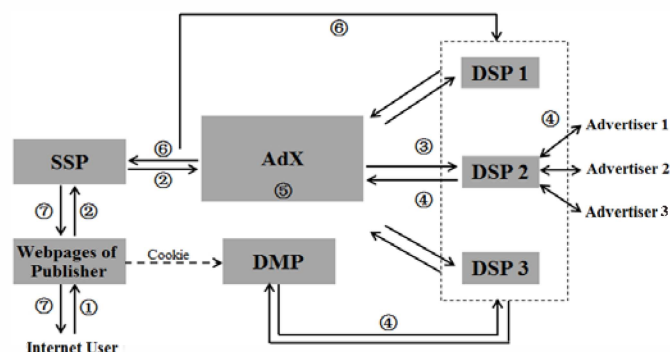 ⑥
DSP 1
④
Advertiser 1
SSP
⑥
②
AdX
⑤
③
④
DSP 2
Advertiser 2
Advertiser 3
⑦
②
Webpages of
Publisher
Cookie
DMP
DSP 3
⑦
①
④
Internet User